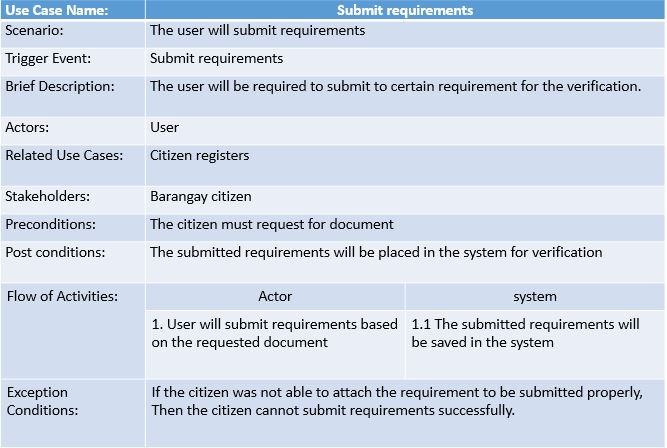 Use Case Name: Submit requirements
Scenario: The user will submit requirements
Trigger Event: Submit requirements
Brief Description: The user will be required to submit to certain requirement for the verification.
Actors: User
Related Use Cases: Citizen registers
Stakeholders: Barangay citizen
Preconditions: The citizen must request for document
Post conditions: The submitted requirements will be placed in the system for verification
Flow of Activities: Actor system
1. User will submit requirements based 1.1 The submitted requirements will
on the requested document be saved in the system
Exception If the citizen was not able to attach the requirement to be submitted properly,
Conditions: Then the citizen cannot submit requirements successfully.